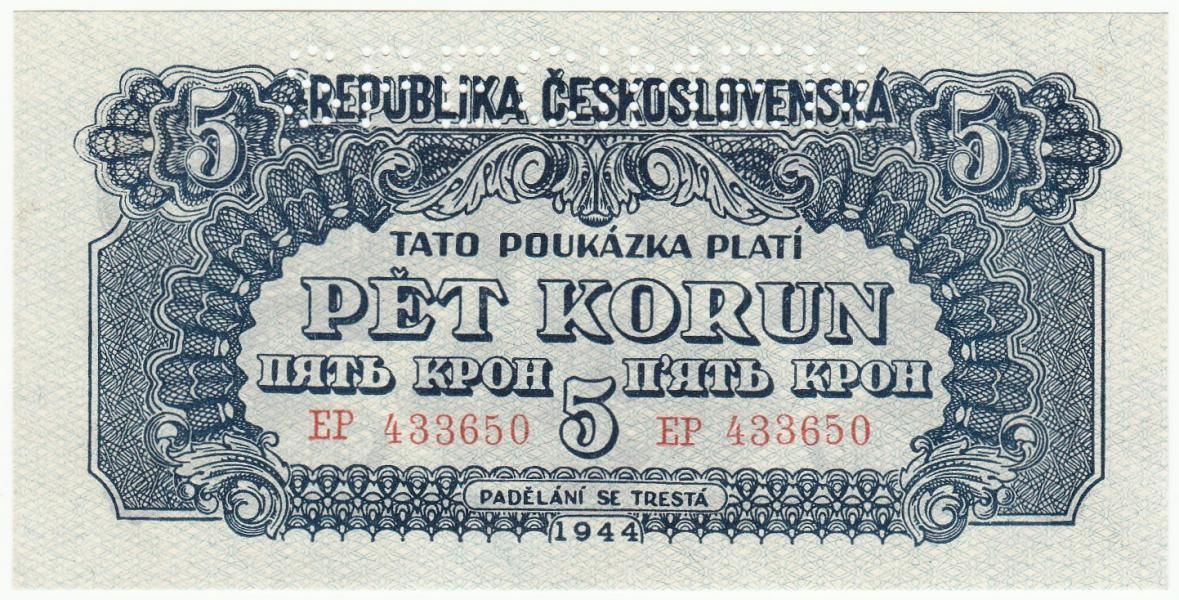 5 REPUBLIKA ČESKOSLOVENSKÁ 5
TATO POUKÁZKA PLATÍ
PĚT KORUN
ПЯТЬ КРОН 5 П'ЯТЬ КРОН
EP 433650 EP 433650
PADĚLÁNÍ SE TRESTÁ
1944